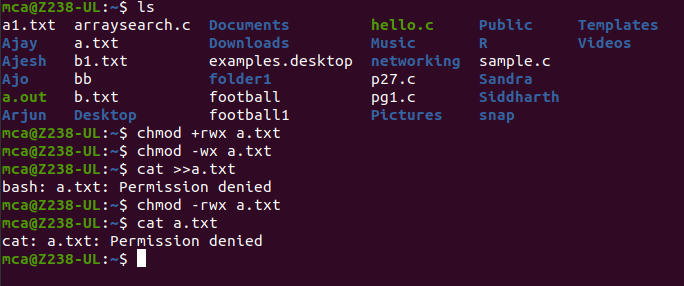 mca@Z238-UL:~$ ls
a1.txt arraysearch.c Documents hello.c Public Templates
Ajay a.txt Downloads Music R Videos
Ajesh b1.txt examples.desktop networking sample.c
Ajo bb folder1 p27.c Sandra
a.out b.txt football pg1.c Siddharth
Arjun Desktop football1 Pictures snap
mca@Z238-UL:~$ chmod +rwx a.txt
mca@Z238-UL:~$ chmod -wx a.txt
mca@Z238-UL:~$ cat >>a.txt
bash: a.txt: Permission denied
mca@Z238-UL:~$ chmod -rwx a.txt
mca@Z238-UL:~$ cat a.txt
cat: a.txt: Permission denied
mca@Z238-UL:~$